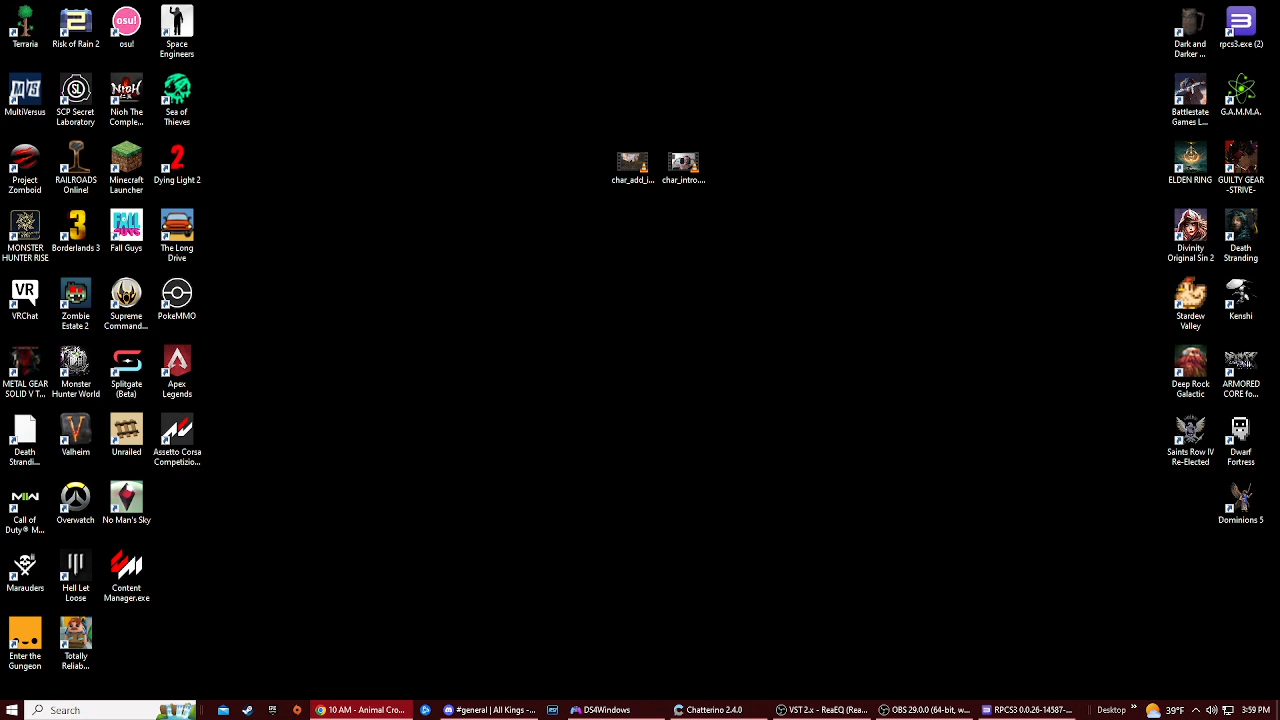 Terraria
Risk of Rain 2
osu!
osu!
Space
Engineers
MultiVersus
SCP Secret
Laboratory
NIOH
Nioh The
Comple...
Sea of
Thieves
Project
Zomboid
RAILROADS
Online!
Minecraft
Launcher
2
Dying Light 2
MONSTER
HUNTER RISE
3
Borderlands 3
FALL
GUYS
Fall Guys
The Long
Drive
VR
VRChat
Zombie
Estate 2
Supreme
Command...
PokeMMO
METAL GEAR
SOLID V T...
Monster
Hunter World
Splitgate
(Beta)
Apex
Legends
Death
Strandi...
V
Valheim
Unrailed
Assetto Corsa
Competizio...
MW
Call of
Duty® M...
Overwatch
No Man's Sky
Marauders
Hell Let
Loose
Content
Manager.exe
Enter the
Gungeon
Totally
Reliab...
char_add_i...
char_intro....
Dark and
Darker ...
rpcs3.exe (2)
Battlestate
Games L...
G.A.M.M.A.
ELDEN RING
GUILTY GEAR
-STRIVE-
Divinity
Original Sin 2
Death
Stranding
Stardew
Valley
Kenshi
Deep Rock
Galactic
ARMORED
CORE fo...
Saints Row IV
Re-Elected
Dwarf
Fortress
Dominions 5
Search
10 AM - Animal Cro...
#general | All Kings -...
DS4Windows
Chatterino 2.4.0
VST 2.x - ReaEQ (Rea...
OBS 29.0.0 (64-bit, w...
RPCS3 0.0.26-14587-...
Desktop
39°F
3:59 PM